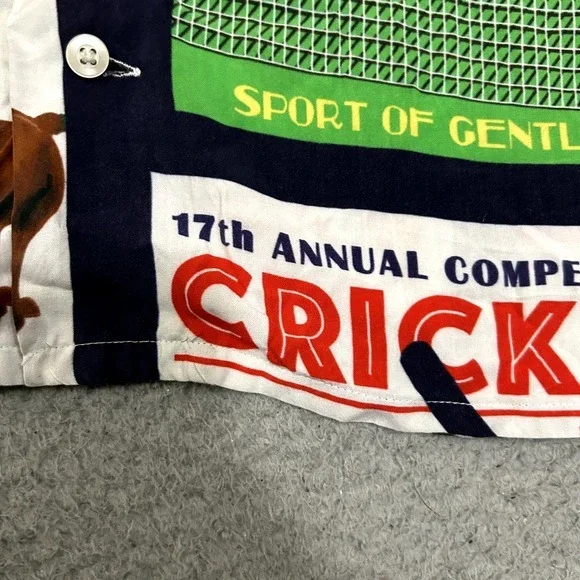 SPORT OF GENTL
17th ANNUAL COMPE
CRICK